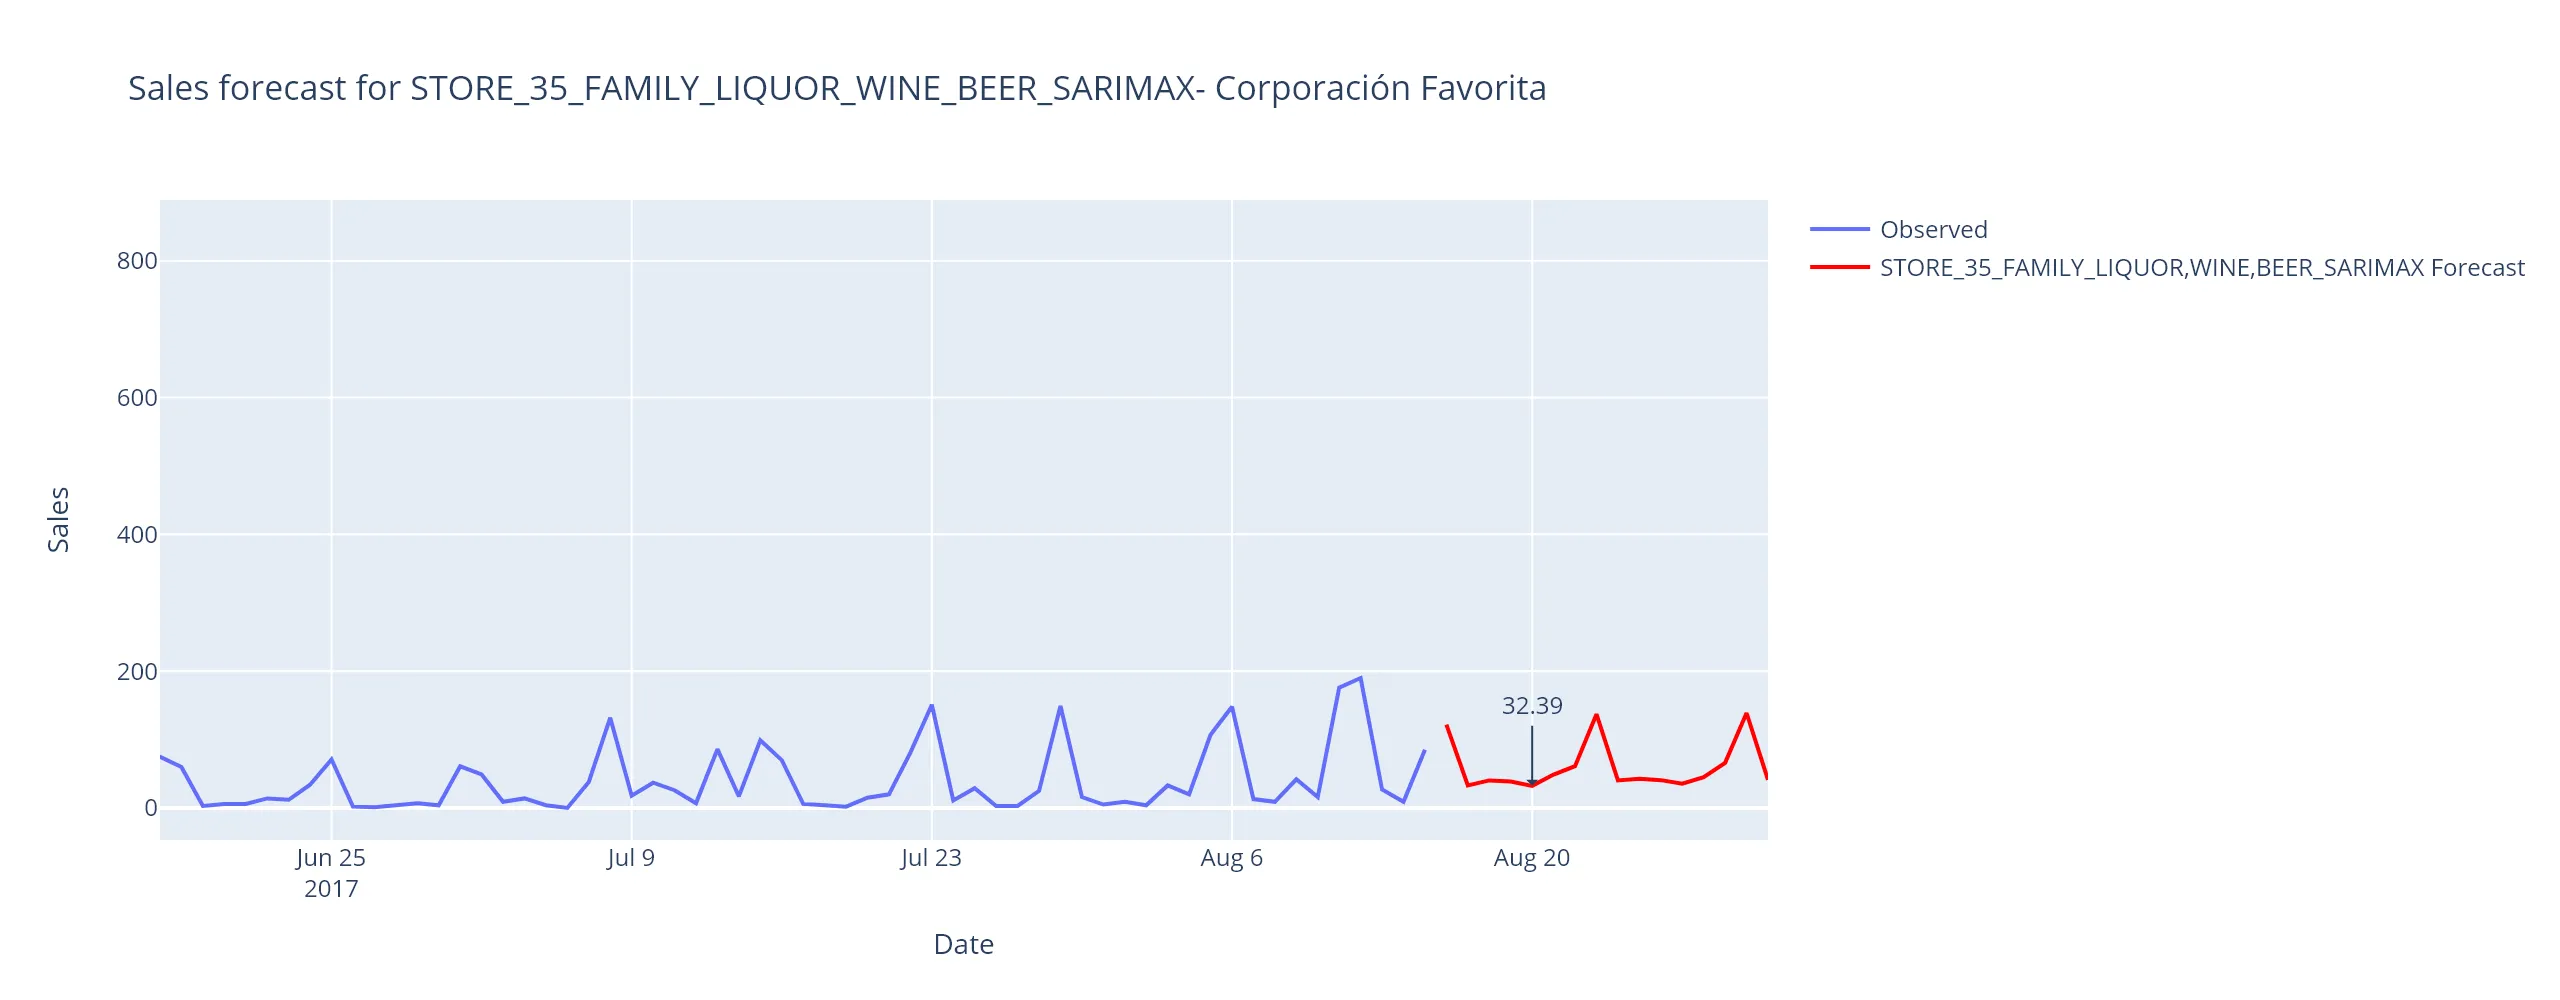 Sales forecast for STORE_35_FAMILY_LIQUOR_WINE_BEER_SARIMAX- Corporación Favorita
Observed
STORE_35_FAMILY_LIQUOR,WINE,BEER_SARIMAX Forecast
800
600
400
200
0
Sales
32.39
Jun 25
2017
Jul 9
Jul 23
Aug 6
Aug 20
Date